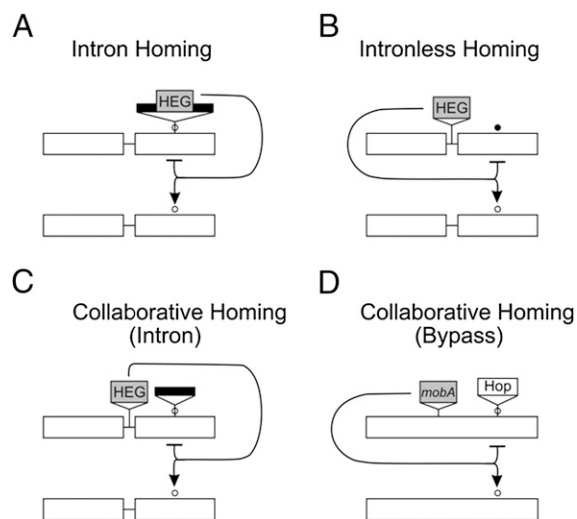 A
Intron Homing
HEG
B
Intronless Homing
HEG
C
Collaborative Homing
(Intron)
HEG
D
Collaborative Homing
(Bypass)
mobA
Hop